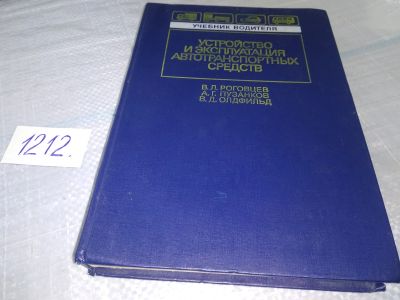 УЧЕБНИК ВОДИТЕЛЯ
УСТРОЙСТВО
И ЭКСПЛУАТАЦИЯ
АВТОТРАНСПОРТНЫХ
СРЕДСТВ
В.Л. РОГОВЦЕВ
А.Г. ПУЗАНКОВ
В.Д. ОЛДФИЛЬД
1212.